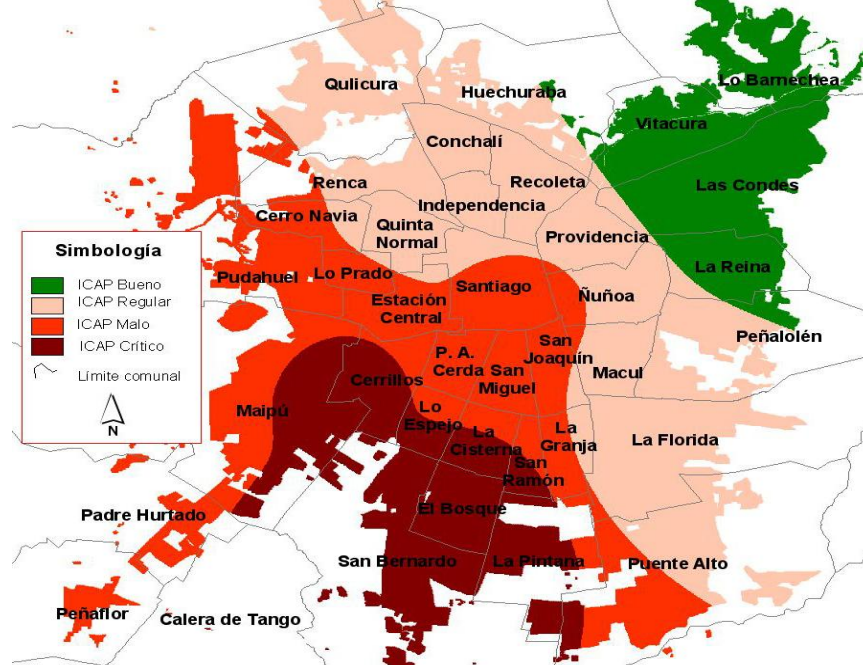 Lo Barnechea
Qulicura
Huechuraba
Vitacura
Conchalí
Renca
Recoleta
Las Condes
Independencia
Cerro Navia
Quinta
Normal
Providencia
Simbología
ICAP Bueno
ICAP Regular
ICAP Malo
ICAP Crítico
Límite comunal
N
Pudahuel
Lo Prado
La Reina
Santiago
Estación
Central
Ñuñoa
Peñalolén
San
Joaquín
P. A.
Cerda
San
Miguel
Macul
Cerrillos
Maipú
Lo
Espejo
La
Cisterna
La
Granja
La Florida
San
Ramón
Padre Hurtado
El Bosque
San Bernardo
La Pintana
Puente Alto
Peñaflor
Calera de Tango